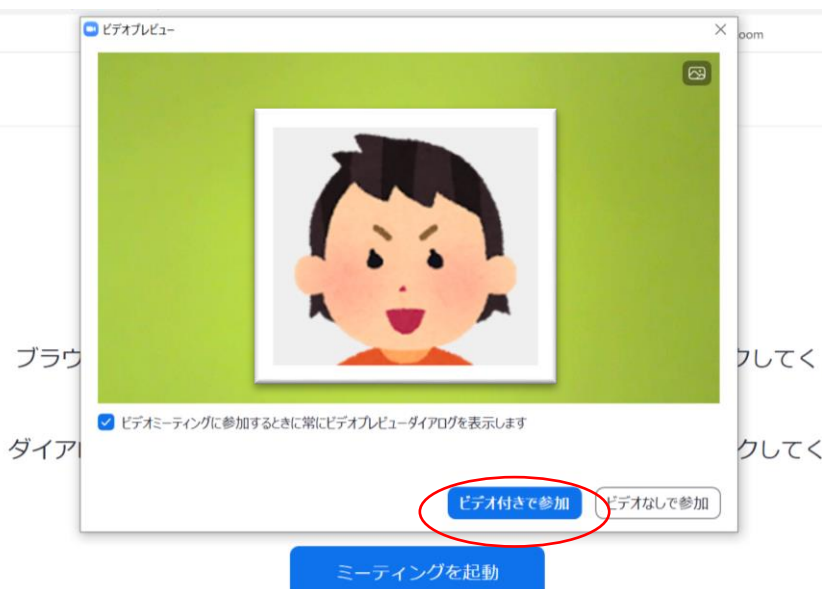 ビデオプレビュー
oom
ブラウ
クしてく
ビデオミーティングに参加するときに常にビデオプレビューダイアログを表示します
ダイア
クしてく
ビデオ付きで参加
ビデオなしで参加
ミーティングを起動